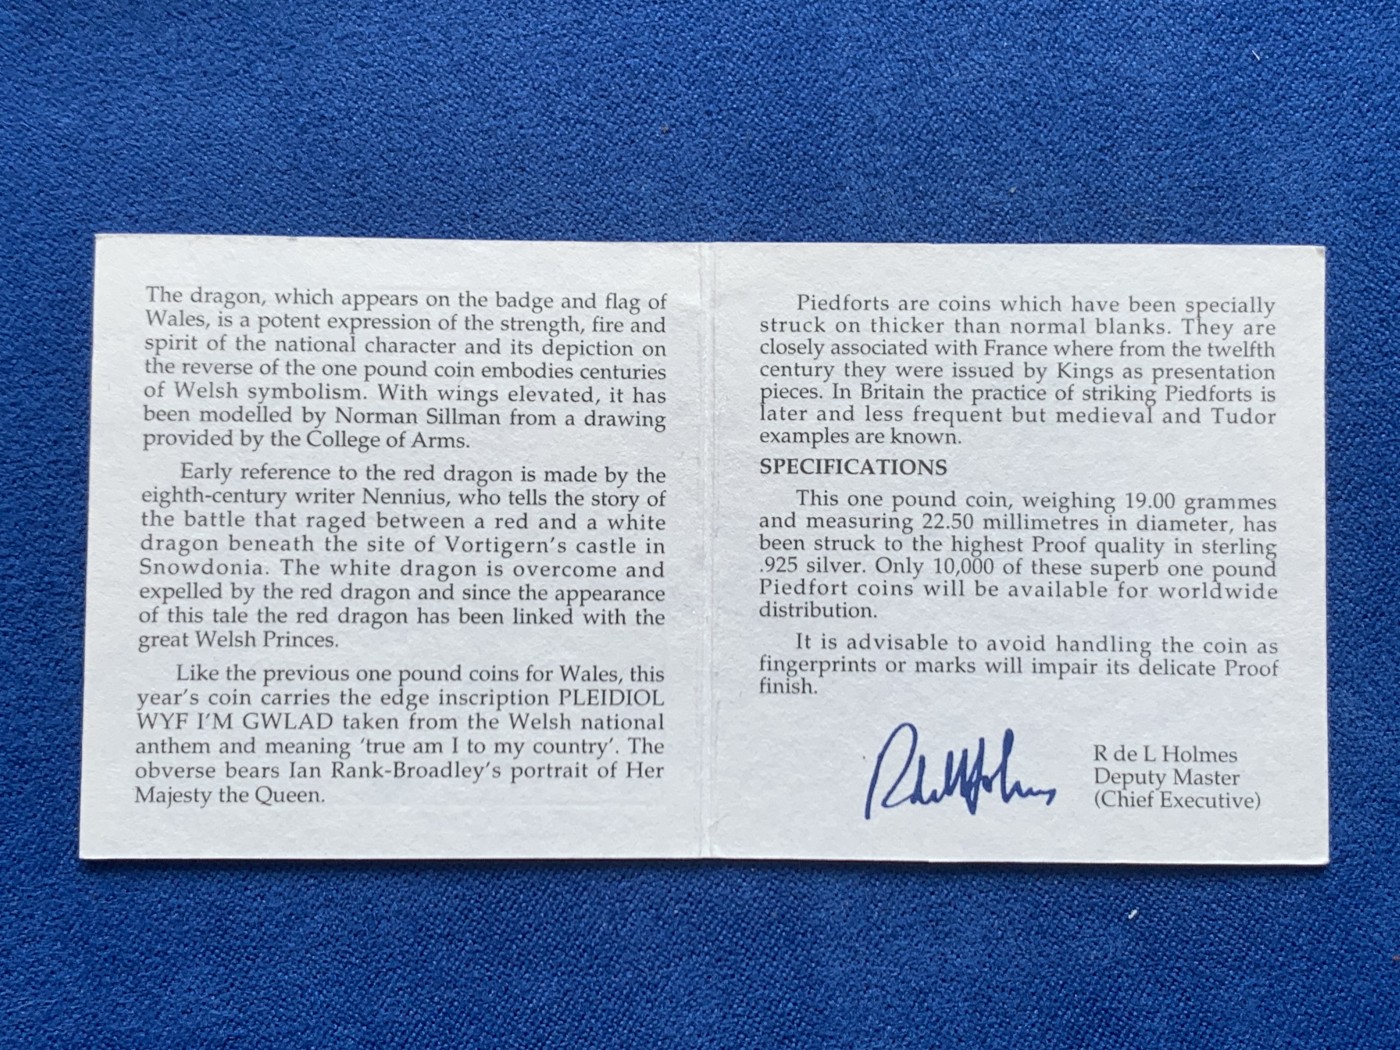 The dragon, which appears on the badge and flag of
Wales, is a potent expression of the strength, fire and
spirit of the national character and its depiction on
the reverse of the one pound coin embodies centuries
of Welsh symbolism. With wings elevated, it has
been modelled by Norman Sillman from a drawing
provided by the College of Arms.
Early reference to the red dragon is made by the
eighth-century writer Nennius, who tells the story of
the battle that raged between a red and a white
dragon beneath the site of Vortigern's castle in
Snowdonia. The white dragon is overcome and
expelled by the red dragon and since the appearance
of this tale the red dragon has been linked with the
great Welsh Princes.
Like the previous one pound coins for Wales, this
year's coin carries the edge inscription PLEIDIOL
WYF I'M GWLAD taken from the Welsh national
anthem and meaning 'true am I to my country'. The
obverse bears Ian Rank-Broadley's portrait of Her
Majesty the Queen.
Piedforts are coins which have been specially
struck on thicker than normal blanks. They are
closely associated with France where from the twelfth
century they were issued by Kings as presentation
pieces. In Britain the practice of striking Piedforts is
later and less frequent but medieval and Tudor
examples are known.
SPECIFICATIONS
This one pound coin, weighing 19.00 grammes
and measuring 22.50 millimetres in diameter, has
been struck to the highest Proof quality in sterling
.925 silver. Only 10,000 of these superb one pound
Piedfort coins will be available for worldwide
distribution.
It is advisable to avoid handling the coin as
fingerprints or marks will impair its delicate Proof
finish.
R de L Holmes
Deputy Master
(Chief Executive)